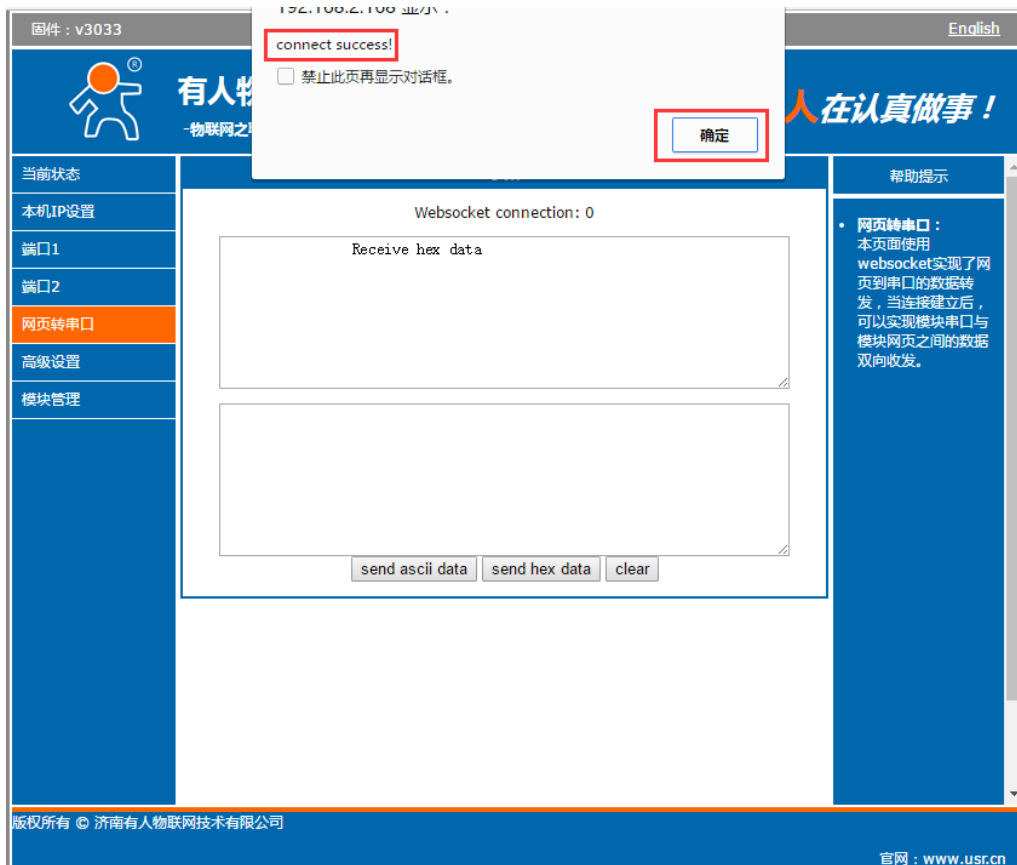 固件：v3033
English
192.168.2.168 显示：
connect success!
禁止此页再显示对话框。
确定
®
有人物
-物联网之
人在认真做事！
当前状态
本机IP设置
端口1
端口2
网页转串口
高级设置
模块管理
Websocket connection: 0
Receive hex data
send ascii data
send hex data
clear
帮助提示
• 网页转串口：
本页面使用
websocket实现了网
页到串口的数据转
发，当连接建立后，
可以实现模块串口与
模块网页之间的数据
双向收发。
版权所有 © 济南有人物联网技术有限公司
官网：www.usr.cn